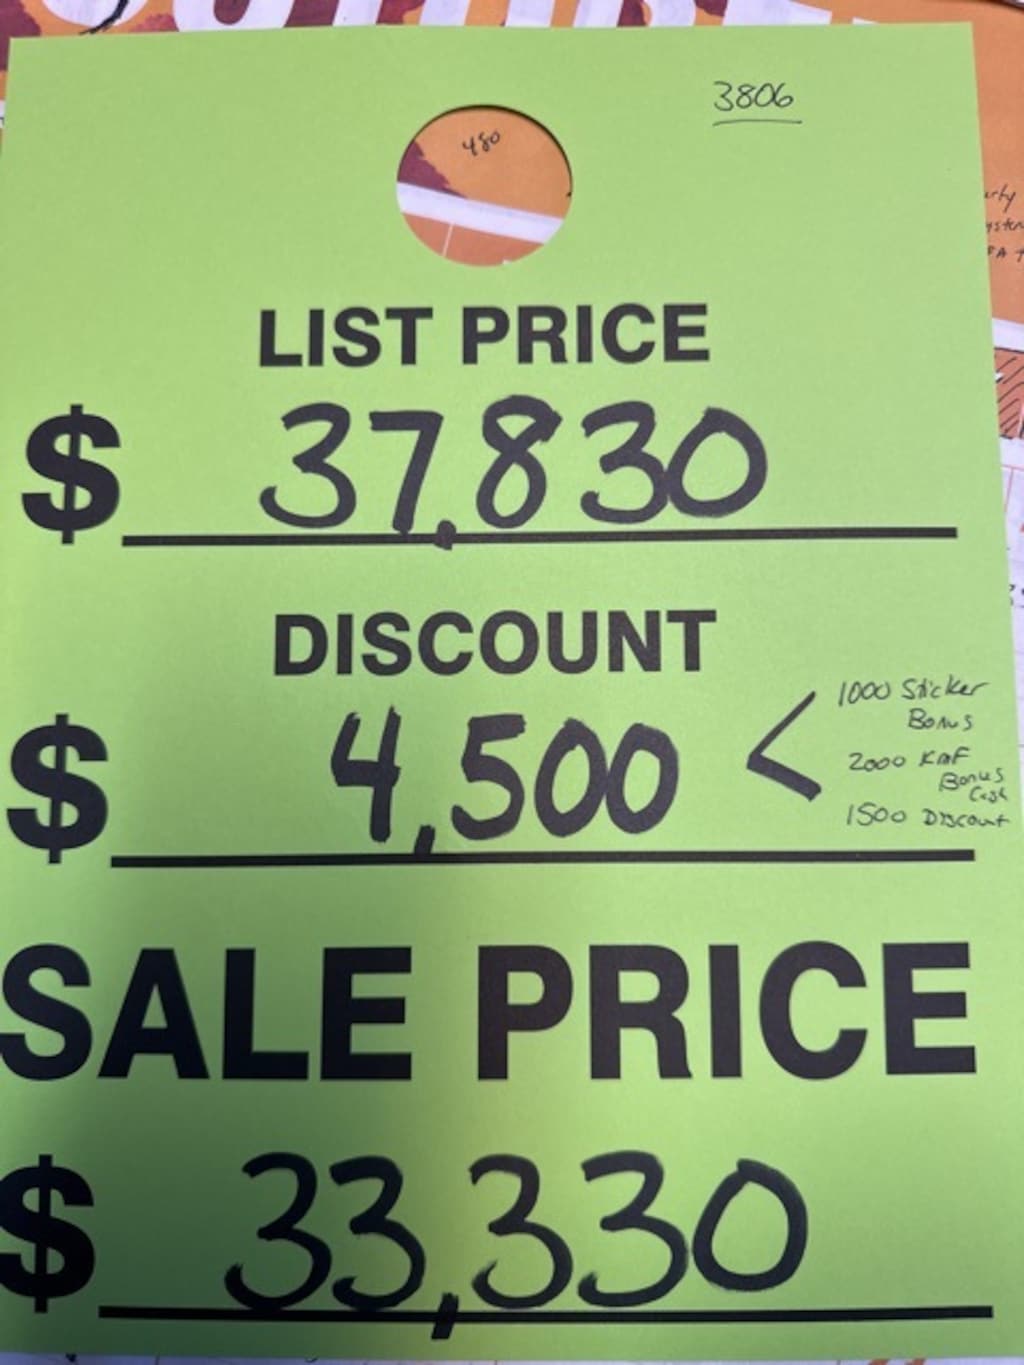 3806
480
LIST PRICE
$ 37,830
DISCOUNT
$ 4,500 <
1000 Sticker
Bonus
2000 KMF
Bonus
Cash
1500 Discount
SALE PRICE
$ 33,330